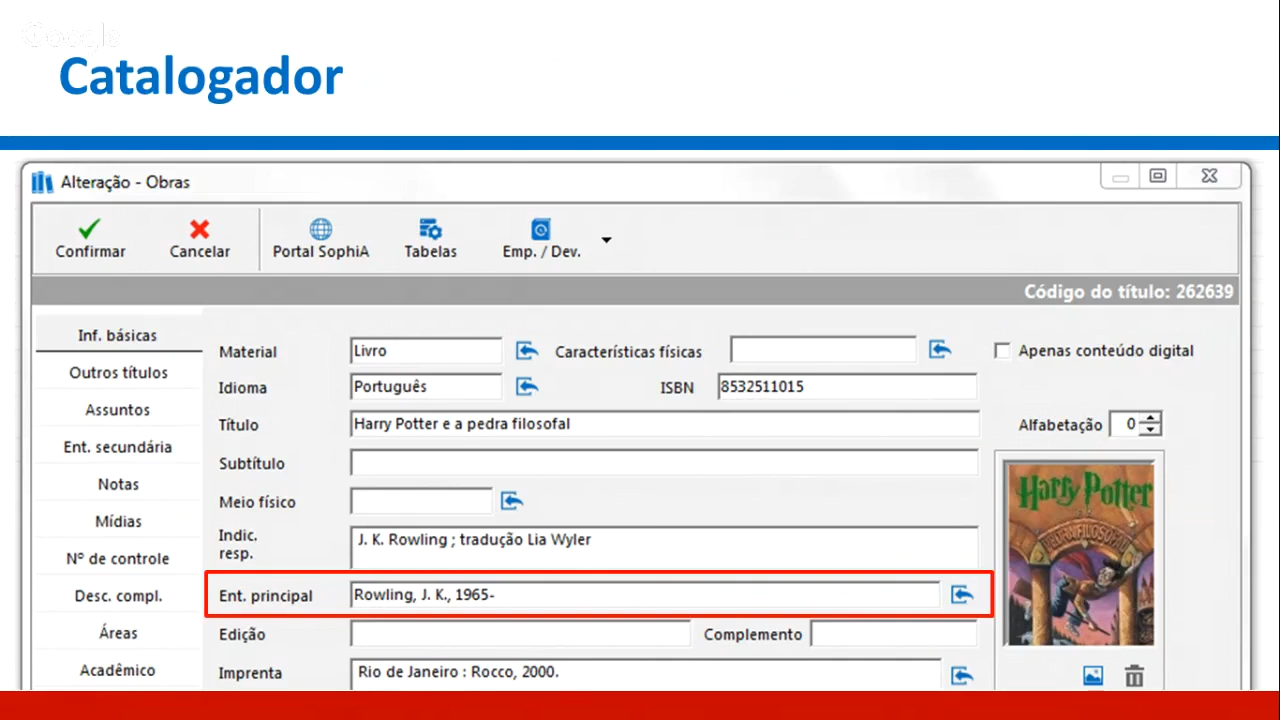 Google
Catalogador
Alteração - Obras
Confirmar Cancelar Portal SophiA Tabelas Emp. / Dev.
Código do título: 262639
Inf. básicas
Outros títulos
Assuntos
Ent. secundária
Notas
Mídias
Nº de controle
Desc. compl.
Áreas
Acadêmico
Material Livro Características físicas Apenas conteúdo digital
Idioma Português ISBN 8532511015
Título Harry Potter e a pedra filosofal Alfabetação 0
Subtítulo
Meio físico
Indic. resp. J. K. Rowling ; tradução Lia Wyler
Ent. principal Rowling, J. K., 1965-
Edição Complemento
Imprenta Rio de Janeiro : Rocco, 2000.
Harry Potter
E A
PEDRA FILOSOFAL